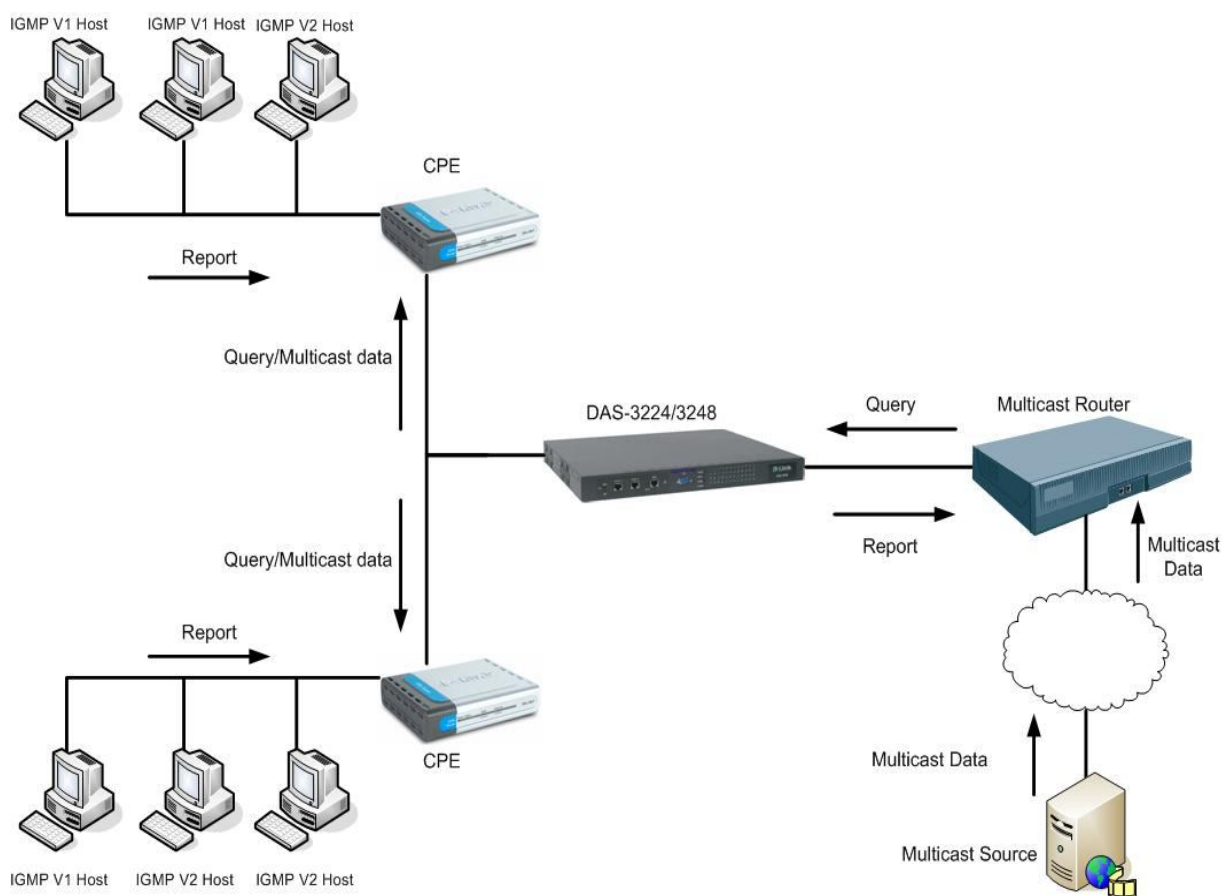 IGMP V1 Host
IGMP V1 Host
IGMP V2 Host
CPE
Report
Query/Multicast data
DAS-3224/3248
Query
Multicast Router
Query/Multicast data
Report
Multicast
Data
Report
CPE
Multicast Data
Multicast Source
IGMP V1 Host
IGMP V2 Host
IGMP V2 Host